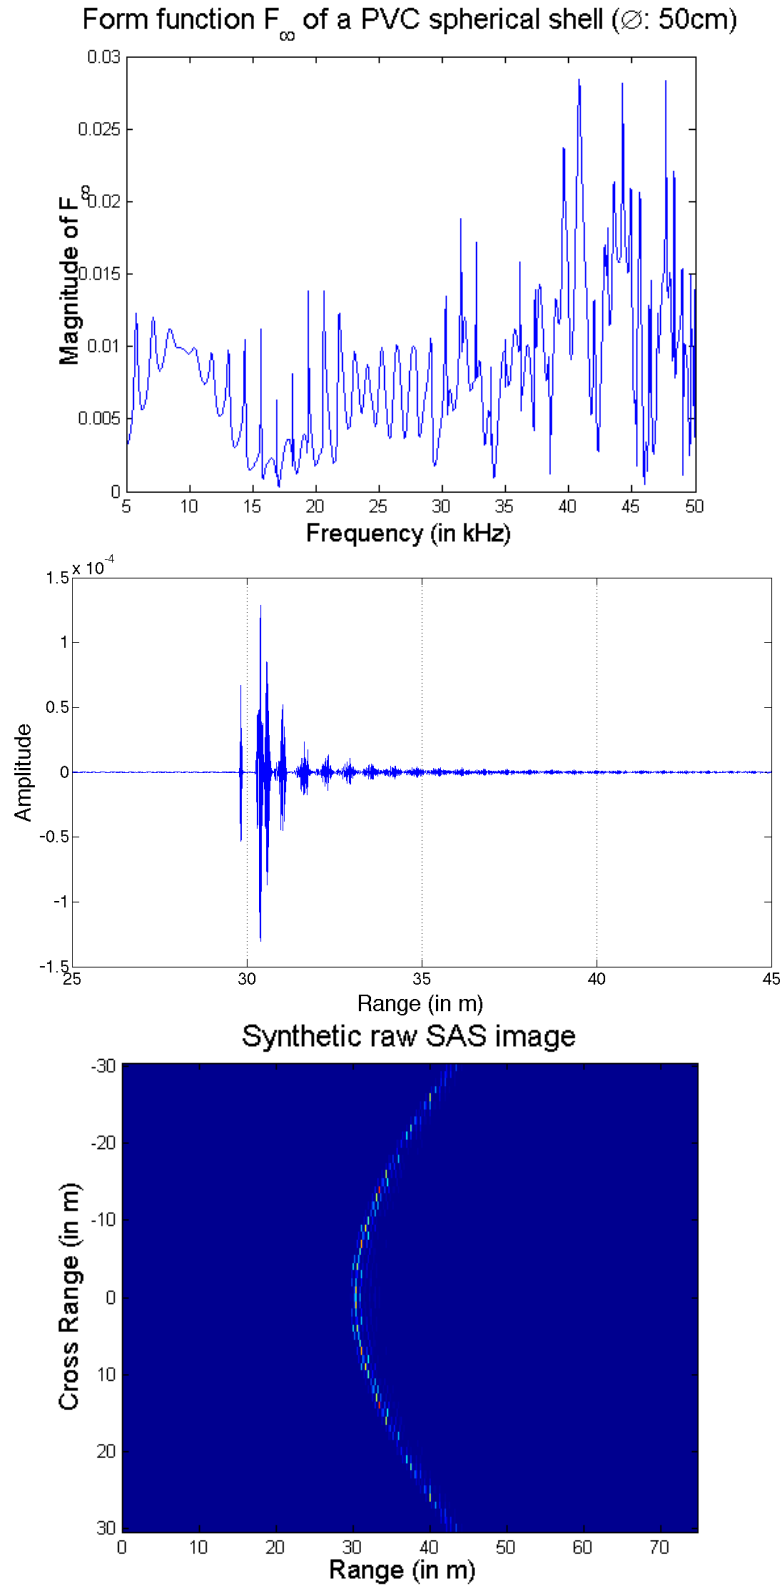 Form function F∞ of a PVC spherical shell (∅: 50cm)
0.03
0.025
0.02
0.015
0.01
0.005
0
Magnitude of F∞
5 10 15 20 25 30 35 40 45 50
Frequency (in kHz)
1.5 x 10^-4
1
0.5
0
-0.5
-1
-1.5
Amplitude
25 30 35 40 45
Range (in m)
Synthetic raw SAS image
-30
-20
-10
0
10
20
30
Cross Range (in m)
0 10 20 30 40 50 60 70
Range (in m)